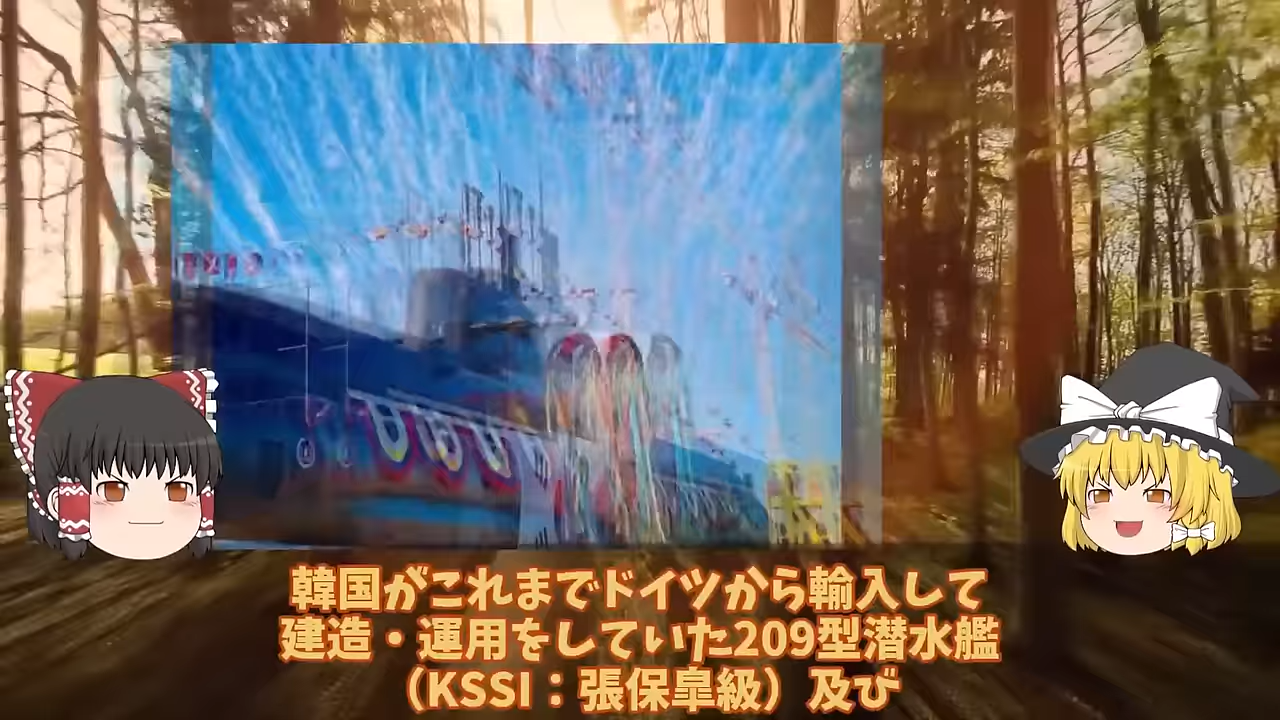 韓国がこれまでドイツから輸入して
建造・運用をしていた209型潜水艦
（KSSI：張保皐級）及び